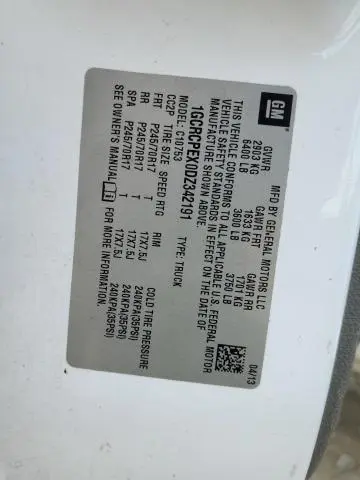 GM
MFD BY GENERAL MOTORS LLC
04/13
GVWR GAWR FRT GAWR RR
2903 KG 1633 KG 1701 KG
6400 LB 3600 LB 3750 LB
THIS VEHICLE CONFORMS TO ALL APPLICABLE U.S. FEDERAL MOTOR
VEHICLE SAFETY STANDARDS IN EFFECT ON THE DATE OF
MANUFACTURE SHOWN ABOVE.
1GCRCPEX0DZ342191 TYPE: TRUCK
MODEL: C10753
CC2P TIRE SIZE SPEED RTG RIM COLD TIRE PRESSURE
FRT P245/70R17 T 17X7.5J 240KPA(35PSI)
RR P245/70R17 T 17X7.5J 240KPA(35PSI)
SPA P245/70R17 T 17X7.5J 240KPA(35PSI)
SEE OWNER'S MANUAL FOR MORE INFORMATION.